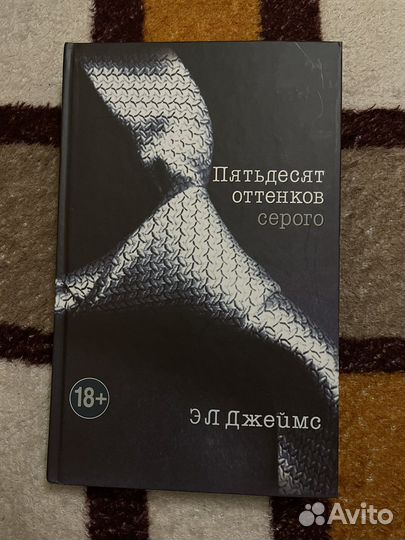 Пятьдесят
оттенков
серого
18+
ЭЛ Джеймс
Avito